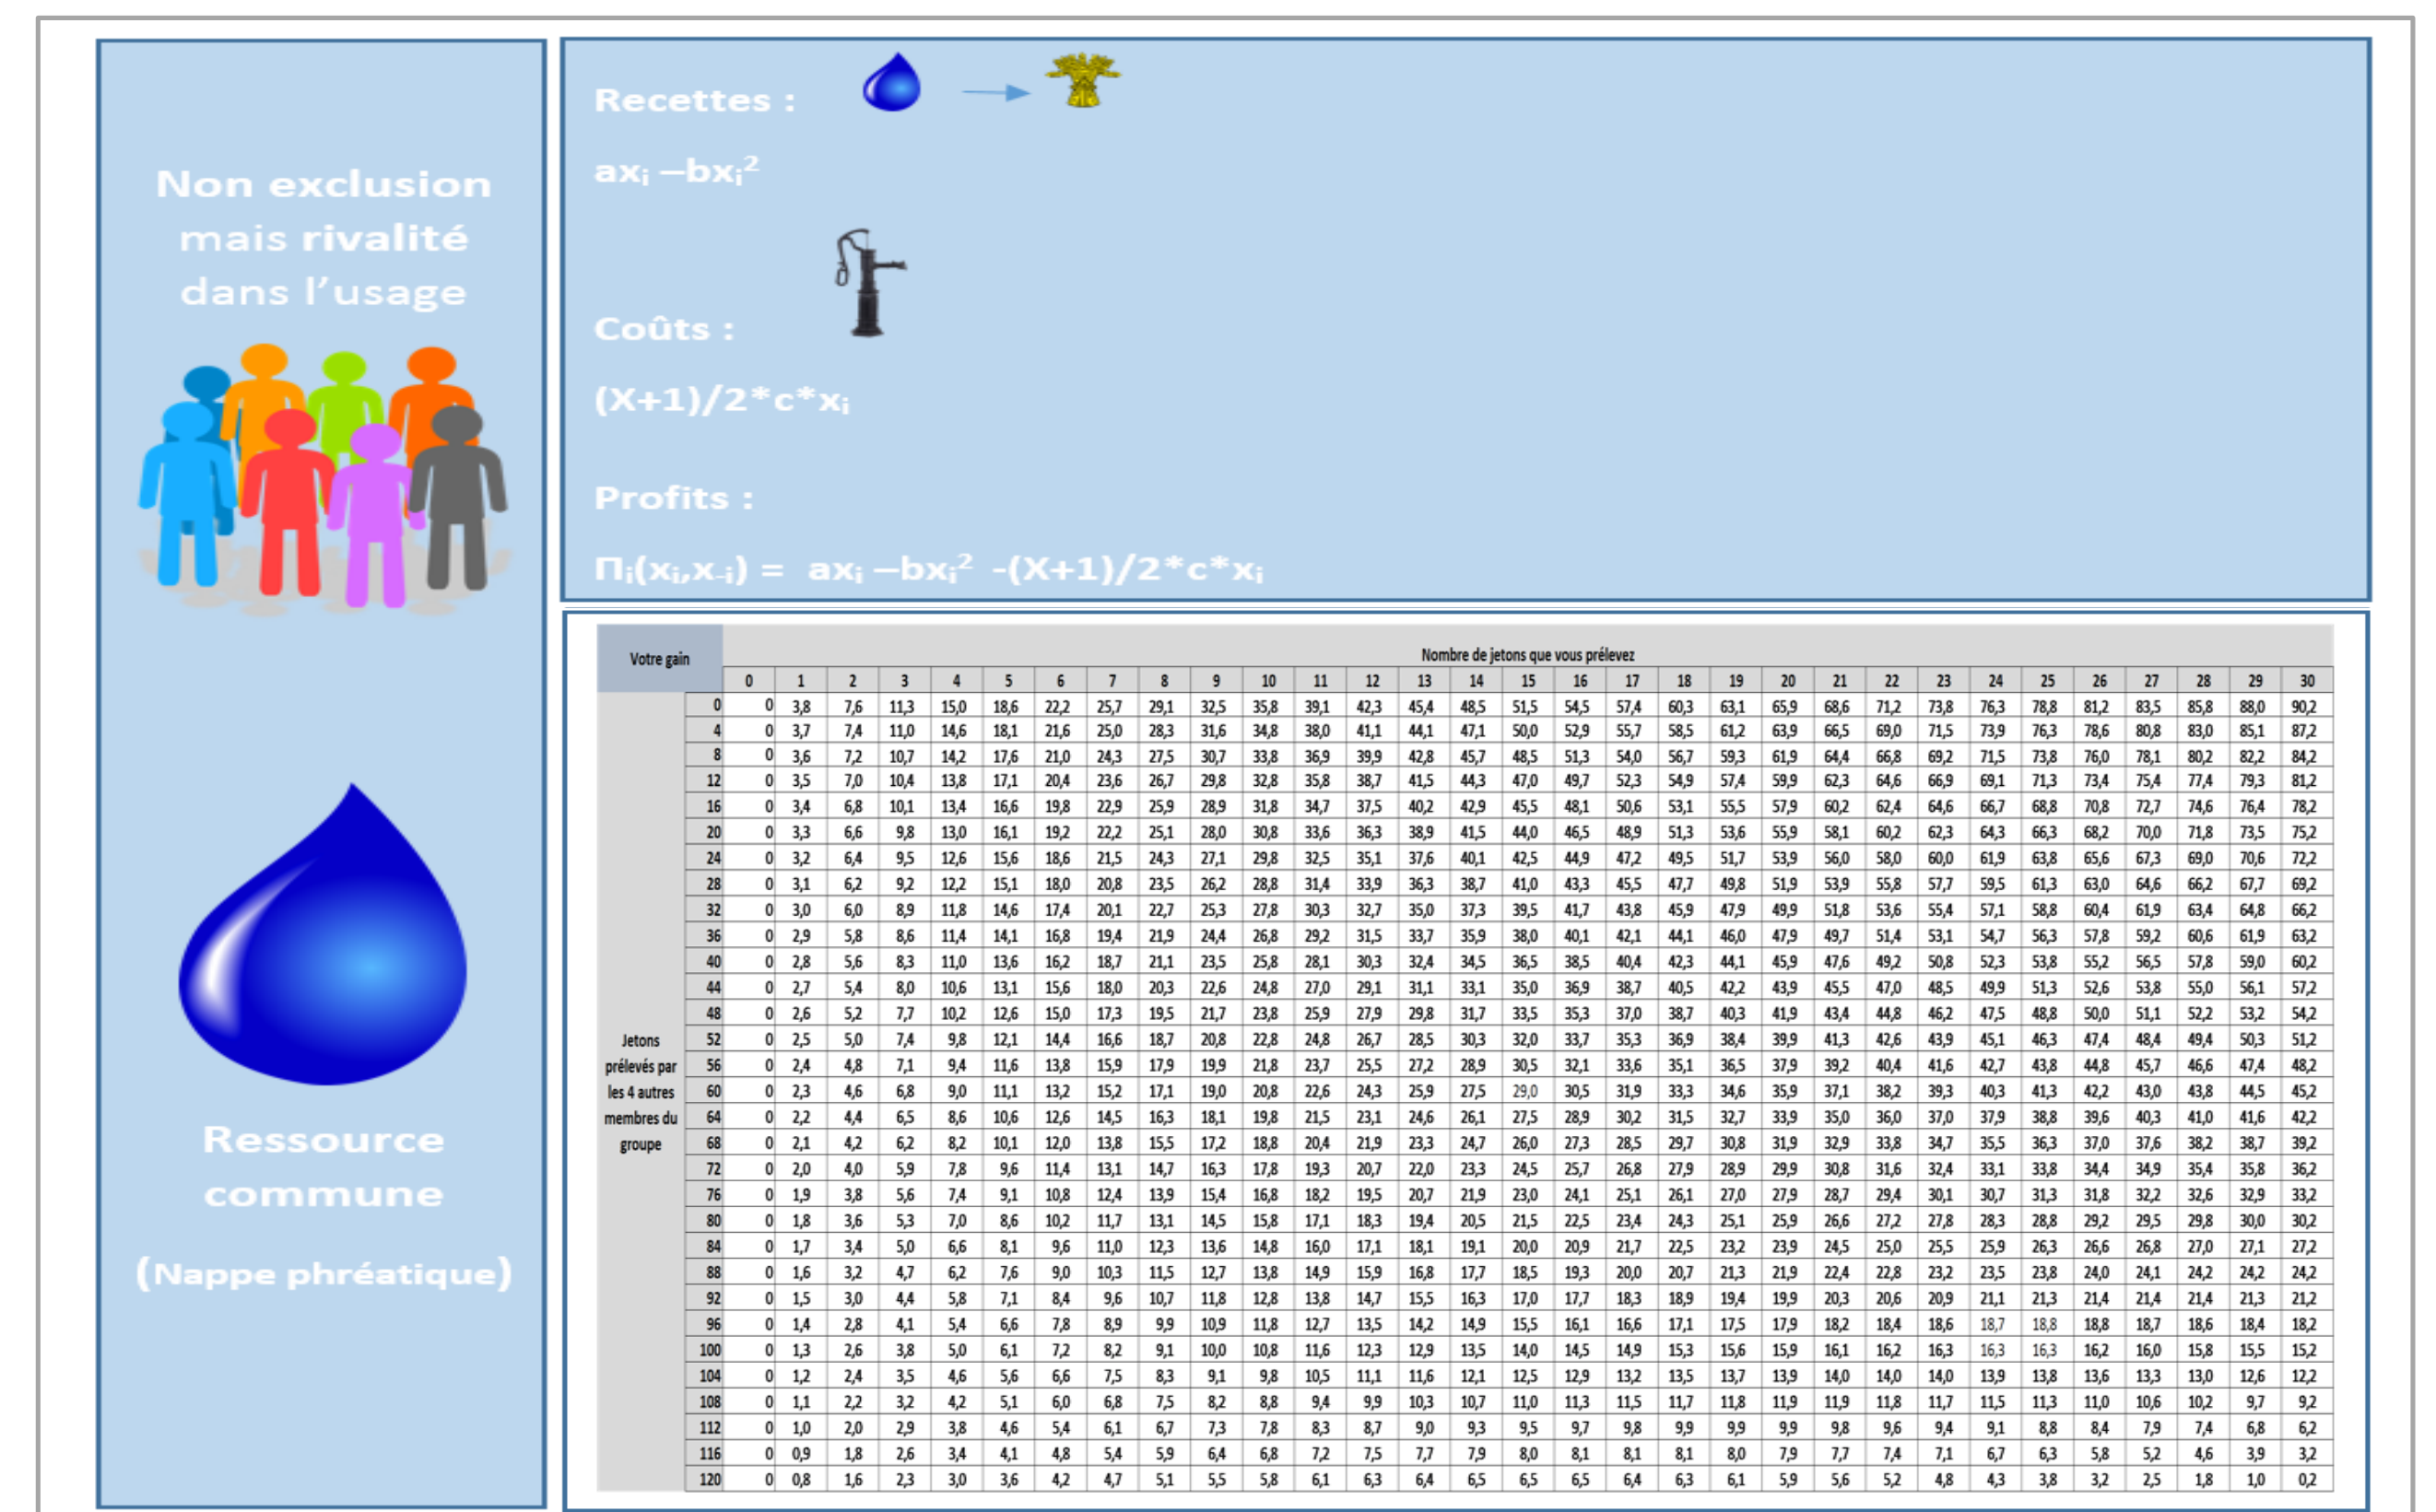 Non exclusion
mais rivalité
dans l'usage
Ressource
commune
(Nappe phréatique)
Recettes :
axᵢ –bxᵢ²
Coûts :
(X+1)/2*c*xᵢ
Profits :
Πᵢ(xᵢ,x₋ᵢ) = axᵢ –bxᵢ² -(X+1)/2*c*xᵢ
Votre gain
Nombre de jetons que vous prélevez
0 1 2 3 4 5 6 7 8 9 10 11 12 13 14 15 16 17 18 19 20 21 22 23 24 25 26 27 28 29 30
Jetons
prélevés par
les 4 autres
membres du
groupe
0 0 3,8 7,6 11,3 15,0 18,6 22,2 25,7 29,1 32,5 35,8 39,1 42,3 45,4 48,5 51,5 54,5 57,4 60,3 63,1 65,9 68,6 71,2 73,8 76,3 78,8 81,2 83,5 85,8 88,0 90,2
4 0 3,7 7,4 11,0 14,6 18,1 21,6 25,0 28,3 31,6 34,8 38,0 41,1 44,1 47,1 50,0 52,9 55,7 58,5 61,2 63,9 66,5 69,0 71,5 73,9 76,3 78,6 80,8 83,0 85,1 87,2
8 0 3,6 7,2 10,7 14,2 17,6 21,0 24,3 27,5 30,7 33,8 36,9 39,9 42,8 45,7 48,5 51,3 54,0 56,7 59,3 61,9 64,4 66,8 69,2 71,5 73,8 76,0 78,1 80,2 82,2 84,2
12 0 3,5 7,0 10,4 13,8 17,1 20,4 23,6 26,7 29,8 32,8 35,8 38,7 41,5 44,3 47,0 49,7 52,3 54,9 57,4 59,9 62,3 64,6 66,9 69,1 71,3 73,4 75,4 77,4 79,3 81,2
16 0 3,4 6,8 10,1 13,4 16,6 19,8 22,9 25,9 28,9 31,8 34,7 37,5 40,2 42,9 45,5 48,1 50,6 53,1 55,5 57,9 60,2 62,4 64,6 66,7 68,8 70,8 72,7 74,6 76,4 78,2
20 0 3,3 6,6 9,8 13,0 16,1 19,2 22,2 25,1 28,0 30,8 33,6 36,3 38,9 41,5 44,0 46,5 48,9 51,3 53,6 55,9 58,1 60,2 62,3 64,3 66,3 68,2 70,0 71,8 73,5 75,2
24 0 3,2 6,4 9,5 12,6 15,6 18,6 21,5 24,3 27,1 29,8 32,5 35,1 37,6 40,1 42,5 44,9 47,2 49,5 51,7 53,9 56,0 58,0 60,0 61,9 63,8 65,6 67,3 69,0 70,6 72,2
28 0 3,1 6,2 9,2 12,2 15,1 18,0 20,8 23,5 26,2 28,8 31,4 33,9 36,3 38,7 41,0 43,3 45,5 47,7 49,8 51,9 53,9 55,8 57,7 59,5 61,3 63,0 64,6 66,2 67,7 69,2
32 0 3,0 6,0 8,9 11,8 14,6 17,4 20,1 22,7 25,3 27,8 30,3 32,7 35,0 37,3 39,5 41,7 43,8 45,9 47,9 49,9 51,8 53,6 55,4 57,1 58,8 60,4 61,9 63,4 64,8 66,2
36 0 2,9 5,8 8,6 11,4 14,1 16,8 19,4 21,9 24,4 26,8 29,2 31,5 33,7 35,9 38,0 40,1 42,1 44,1 46,0 47,9 49,7 51,4 53,1 54,7 56,3 57,8 59,2 60,6 61,9 63,2
40 0 2,8 5,6 8,3 11,0 13,6 16,2 18,7 21,1 23,5 25,8 28,1 30,3 32,4 34,5 36,5 38,5 40,4 42,3 44,1 45,9 47,6 49,2 50,8 52,3 53,8 55,2 56,5 57,8 59,0 60,2
44 0 2,7 5,4 8,0 10,6 13,1 15,6 18,0 20,3 22,6 24,8 27,0 29,1 31,1 33,1 35,0 36,9 38,7 40,5 42,2 43,9 45,5 47,0 48,5 49,9 51,3 52,6 53,8 55,0 56,1 57,2
48 0 2,6 5,2 7,7 10,2 12,6 15,0 17,3 19,5 21,7 23,8 25,9 27,9 29,8 31,7 33,5 35,3 37,0 38,7 40,3 41,9 43,4 44,8 46,2 47,5 48,8 50,0 51,1 52,2 53,2 54,2
52 0 2,5 5,0 7,4 9,8 12,1 14,4 16,6 18,7 20,8 22,8 24,8 26,7 28,5 30,3 32,0 33,7 35,3 36,9 38,4 39,9 41,3 42,6 43,9 45,1 46,3 47,4 48,4 49,4 50,3 51,2
56 0 2,4 4,8 7,1 9,4 11,6 13,8 15,9 17,9 19,9 21,8 23,7 25,5 27,2 28,9 30,5 32,1 33,6 35,1 36,5 37,9 39,2 40,4 41,6 42,7 43,8 44,8 45,7 46,6 47,4 48,2
60 0 2,3 4,6 6,8 9,0 11,1 13,2 15,2 17,1 19,0 20,8 22,6 24,3 25,9 27,5 29,0 30,5 31,9 33,3 34,6 35,9 37,1 38,2 39,3 40,3 41,3 42,2 43,0 43,8 44,5 45,2
64 0 2,2 4,4 6,5 8,6 10,6 12,6 14,5 16,3 18,1 19,8 21,5 23,1 24,6 26,1 27,5 28,9 30,2 31,5 32,7 33,9 35,0 36,0 37,0 37,9 38,8 39,6 40,3 41,0 41,6 42,2
68 0 2,1 4,2 6,2 8,2 10,1 12,0 13,8 15,5 17,2 18,8 20,4 21,9 23,3 24,7 26,0 27,3 28,5 29,7 30,8 31,9 32,9 33,8 34,7 35,5 36,3 37,0 37,6 38,2 38,7 39,2
72 0 2,0 4,0 5,9 7,8 9,6 11,4 13,1 14,7 16,3 17,8 19,3 20,7 22,0 23,3 24,5 25,7 26,8 27,9 28,9 29,9 30,8 31,6 32,4 33,1 33,8 34,4 34,9 35,4 35,8 36,2
76 0 1,9 3,8 5,6 7,4 9,1 10,8 12,4 13,9 15,4 16,8 18,2 19,5 20,7 21,9 23,0 24,1 25,1 26,1 27,0 27,9 28,7 29,4 30,1 30,7 31,3 31,8 32,2 32,6 32,9 33,2
80 0 1,8 3,6 5,3 7,0 8,6 10,2 11,7 13,1 14,5 15,8 17,1 18,3 19,4 20,5 21,5 22,5 23,4 24,3 25,1 25,9 26,6 27,2 27,8 28,3 28,8 29,2 29,5 29,8 30,0 30,2
84 0 1,7 3,4 5,0 6,6 8,1 9,6 11,0 12,3 13,6 14,8 16,0 17,1 18,1 19,1 20,0 20,9 21,7 22,5 23,2 23,9 24,5 25,0 25,5 25,9 26,3 26,6 26,8 27,0 27,1 27,2
88 0 1,6 3,2 4,7 6,2 7,6 9,0 10,3 11,5 12,7 13,8 14,9 15,9 16,8 17,7 18,5 19,3 20,0 20,7 21,3 21,9 22,4 22,8 23,2 23,5 23,8 24,0 24,1 24,2 24,2 24,2
92 0 1,5 3,0 4,4 5,8 7,1 8,4 9,6 10,7 11,8 12,8 13,8 14,7 15,5 16,3 17,0 17,7 18,3 18,9 19,4 19,9 20,3 20,6 20,9 21,1 21,3 21,4 21,4 21,4 21,3 21,2
96 0 1,4 2,8 4,1 5,4 6,6 7,8 8,9 9,9 10,9 11,8 12,7 13,5 14,2 14,9 15,5 16,1 16,6 17,1 17,5 17,9 18,2 18,4 18,6 18,7 18,8 18,8 18,7 18,6 18,4 18,2
100 0 1,3 2,6 3,8 5,0 6,1 7,2 8,2 9,1 10,0 10,8 11,6 12,3 12,9 13,5 14,0 14,5 14,9 15,3 15,6 15,9 16,1 16,2 16,3 16,3 16,3 16,2 16,0 15,8 15,5 15,2
104 0 1,2 2,4 3,5 4,6 5,6 6,6 7,5 8,3 9,1 9,8 10,5 11,1 11,6 12,1 12,5 12,9 13,2 13,5 13,7 13,9 14,0 14,0 14,0 13,9 13,8 13,6 13,3 13,0 12,6 12,2
108 0 1,1 2,2 3,2 4,2 5,1 6,0 6,8 7,5 8,2 8,8 9,4 9,9 10,3 10,7 11,0 11,3 11,5 11,7 11,8 11,9 11,9 11,8 11,7 11,5 11,3 11,0 10,6 10,2 9,7 9,2
112 0 1,0 2,0 2,9 3,8 4,6 5,4 6,1 6,7 7,3 7,8 8,3 8,7 9,0 9,3 9,5 9,7 9,8 9,9 9,9 9,9 9,8 9,6 9,4 9,1 8,8 8,4 7,9 7,4 6,8 6,2
116 0 0,9 1,8 2,6 3,4 4,1 4,8 5,4 5,9 6,4 6,8 7,2 7,5 7,7 7,9 8,0 8,1 8,1 8,1 8,0 7,9 7,7 7,4 7,1 6,7 6,3 5,8 5,2 4,6 3,9 3,2
120 0 0,8 1,6 2,3 3,0 3,6 4,2 4,7 5,1 5,5 5,8 6,1 6,3 6,4 6,5 6,5 6,5 6,4 6,3 6,1 5,9 5,6 5,2 4,8 4,3 3,8 3,2 2,5 1,8 1,0 0,2